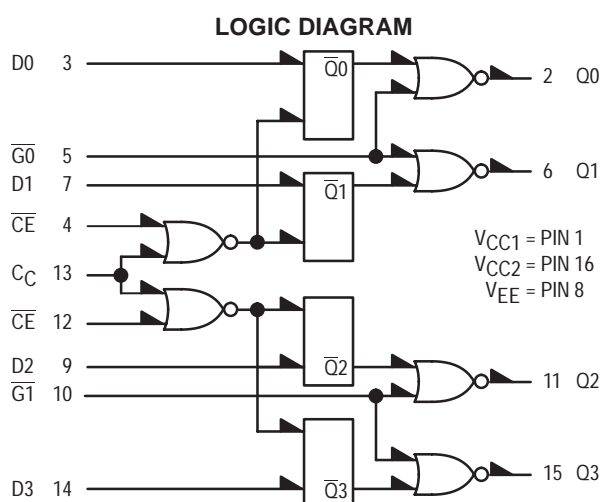 LOGIC DIAGRAM
D0 3
Q̅0
2 Q0
G̅0̅ 5
6 Q1
D1 7
Q̅1
C̅E̅ 4
VCC1 = PIN 1
VCC2 = PIN 16
VEE = PIN 8
CC 13
C̅E̅ 12
D2 9
Q̅2
11 Q2
G̅1̅ 10
15 Q3
D3 14
Q̅3